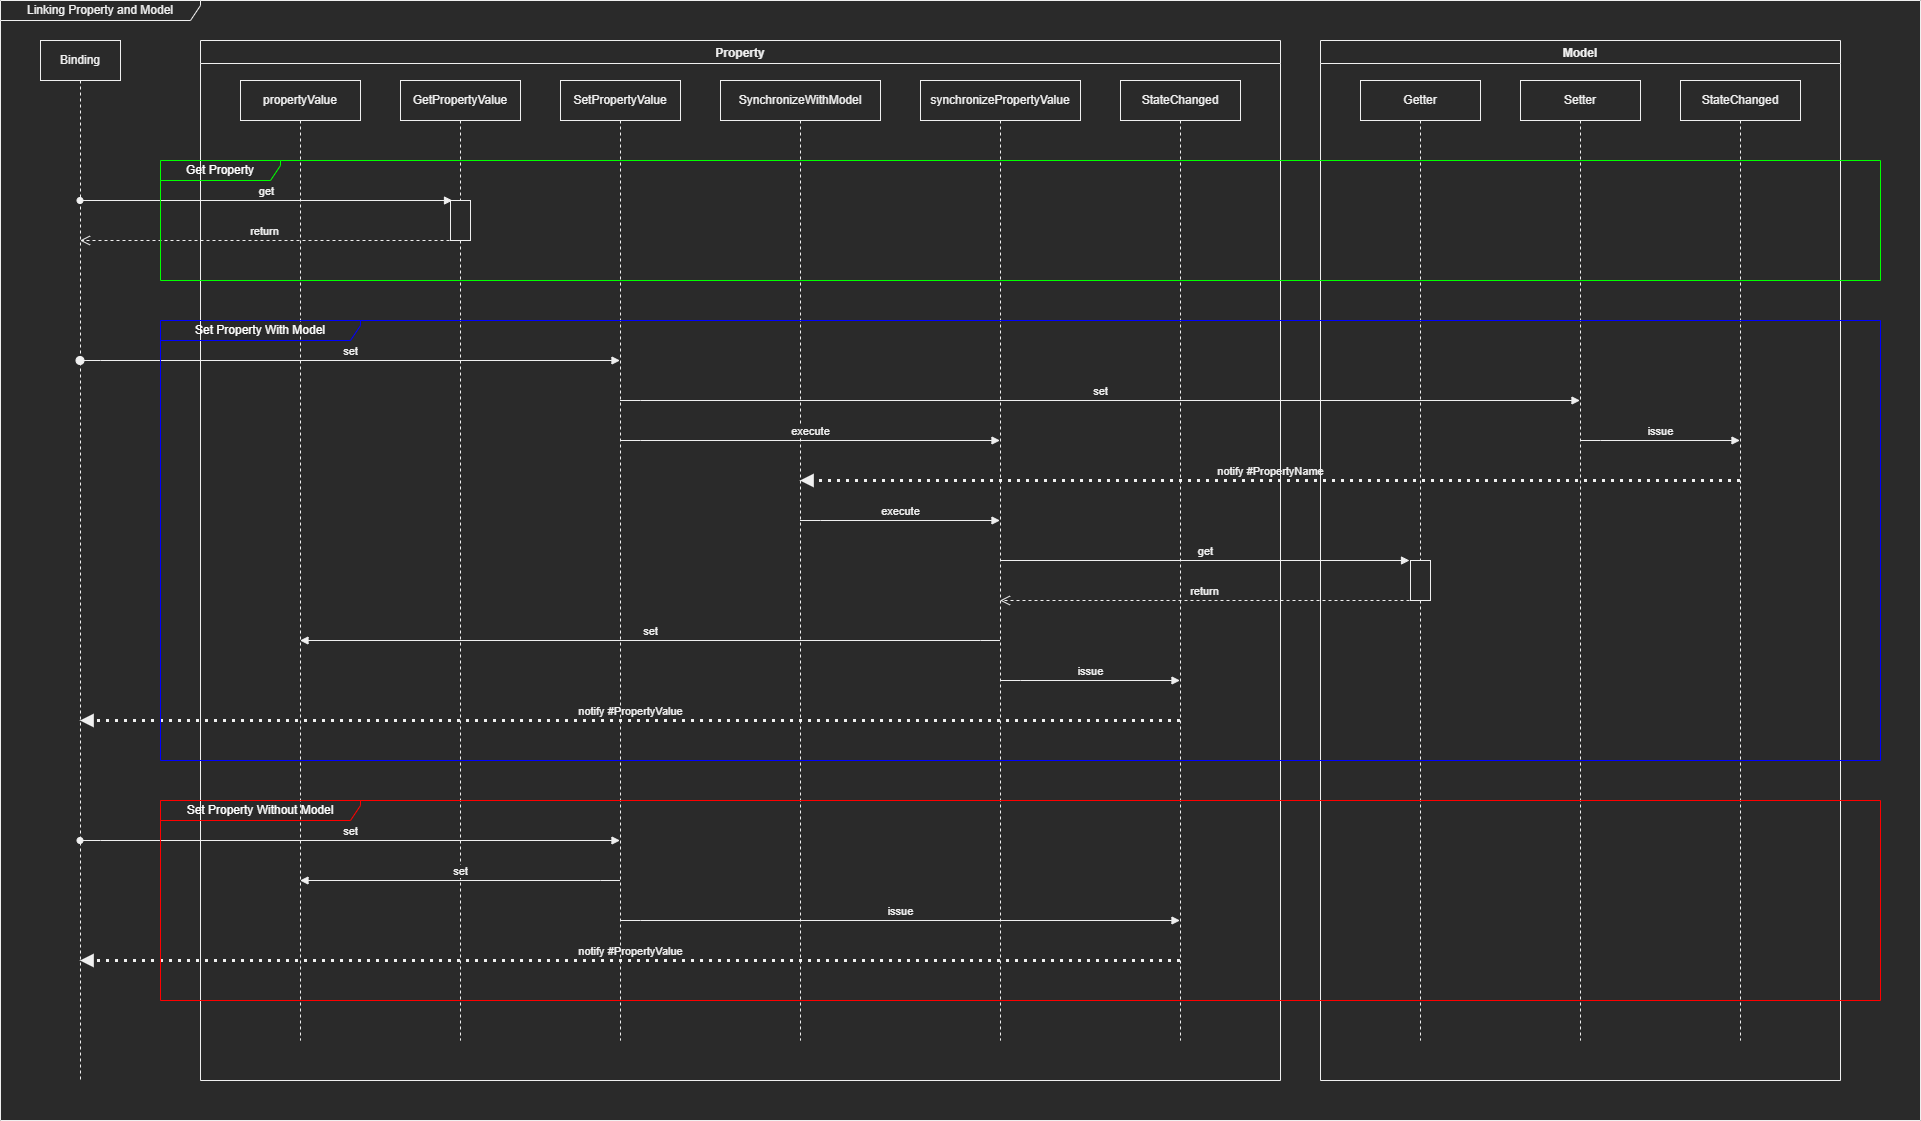 Linking Property and Model
Binding
Property
Model
propertyValue
GetPropertyValue
SetPropertyValue
SynchronizeWithModel
synchronizePropertyValue
StateChanged
Getter
Setter
StateChanged
Get Property
get
return
Set Property With Model
set
set
execute
issue
notify #PropertyName
execute
get
return
set
issue
notify #PropertyValue
Set Property Without Model
set
set
issue
notify #PropertyValue